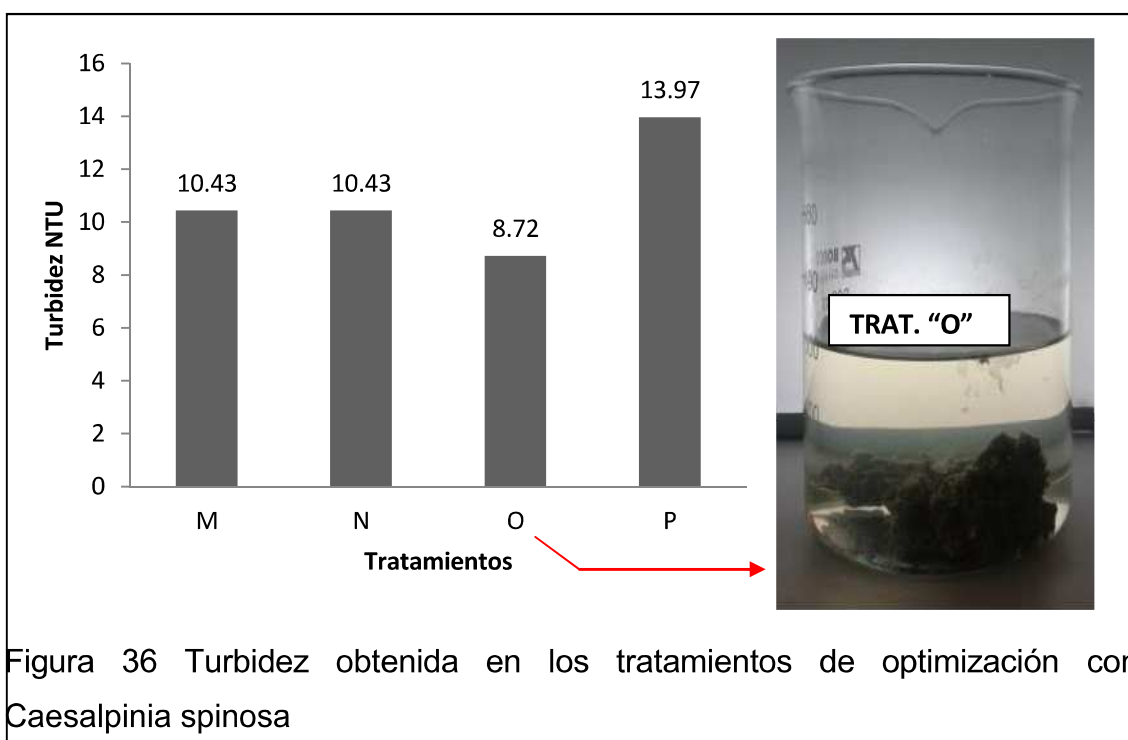 16
14
12
10
8
6
4
2
0
Turbidez NTU
10.43
10.43
8.72
13.97
M
N
O
P
Tratamientos
TRAT. “O”
Figura 36 Turbidez obtenida en los tratamientos de optimización con
Caesalpinia spinosa